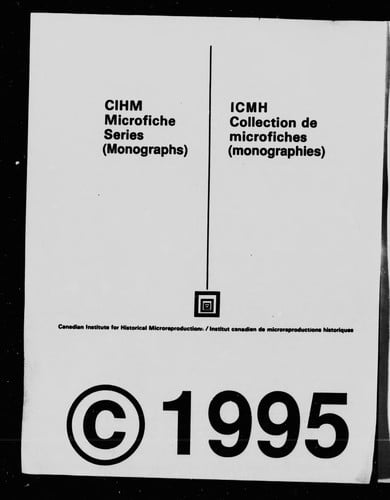 CIHM
Microfiche
Series
(Monographs)
ICMH
Collection de
microfiches
(monographies)
Canadian Institute for Historical Microreproductions / Institut canadien de microreproductions historiques
© 1995